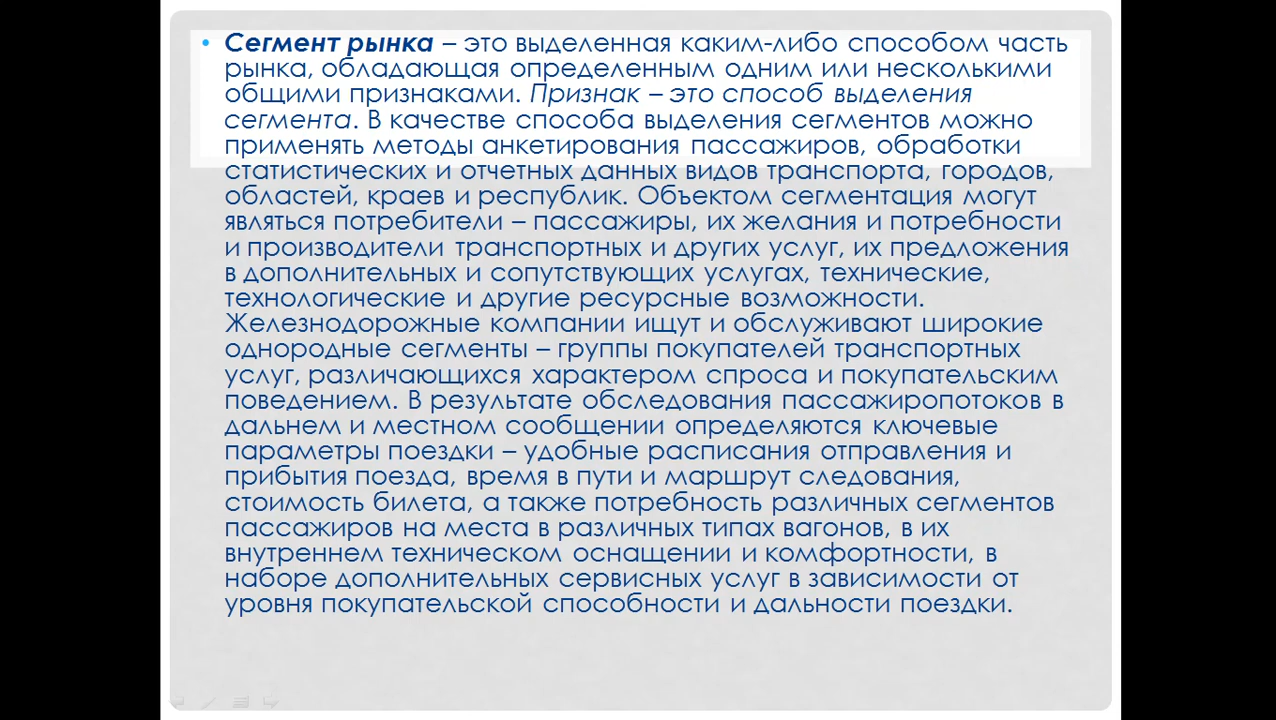 • Сегмент рынка – это выделенная каким-либо способом часть
рынка, обладающая определенным одним или несколькими
общими признаками. Признак – это способ выделения
сегмента. В качестве способа выделения сегментов можно
применять методы анкетирования пассажиров, обработки
статистических и отчетных данных видов транспорта, городов,
областей, краев и республик. Объектом сегментация могут
являться потребители – пассажиры, их желания и потребности
и производители транспортных и других услуг, их предложения
в дополнительных и сопутствующих услугах, технические,
технологические и другие ресурсные возможности.
Железнодорожные компании ищут и обслуживают широкие
однородные сегменты – группы покупателей транспортных
услуг, различающихся характером спроса и покупательским
поведением. В результате обследования пассажиропотоков в
дальнем и местном сообщении определяются ключевые
параметры поездки – удобные расписания отправления и
прибытия поезда, время в пути и маршрут следования,
стоимость билета, а также потребность различных сегментов
пассажиров на места в различных типах вагонов, в их
внутреннем техническом оснащении и комфортности, в
наборе дополнительных сервисных услуг в зависимости от
уровня покупательской способности и дальности поездки.